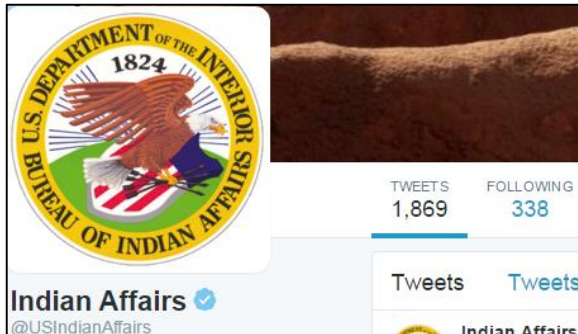 U.S. DEPARTMENT OF THE INTERIOR
1824
BUREAU OF INDIAN AFFAIRS
TWEETS FOLLOWING
1,869 338
Indian Affairs
@USIndianAffairs
Tweets Tweets
Indian Affairs